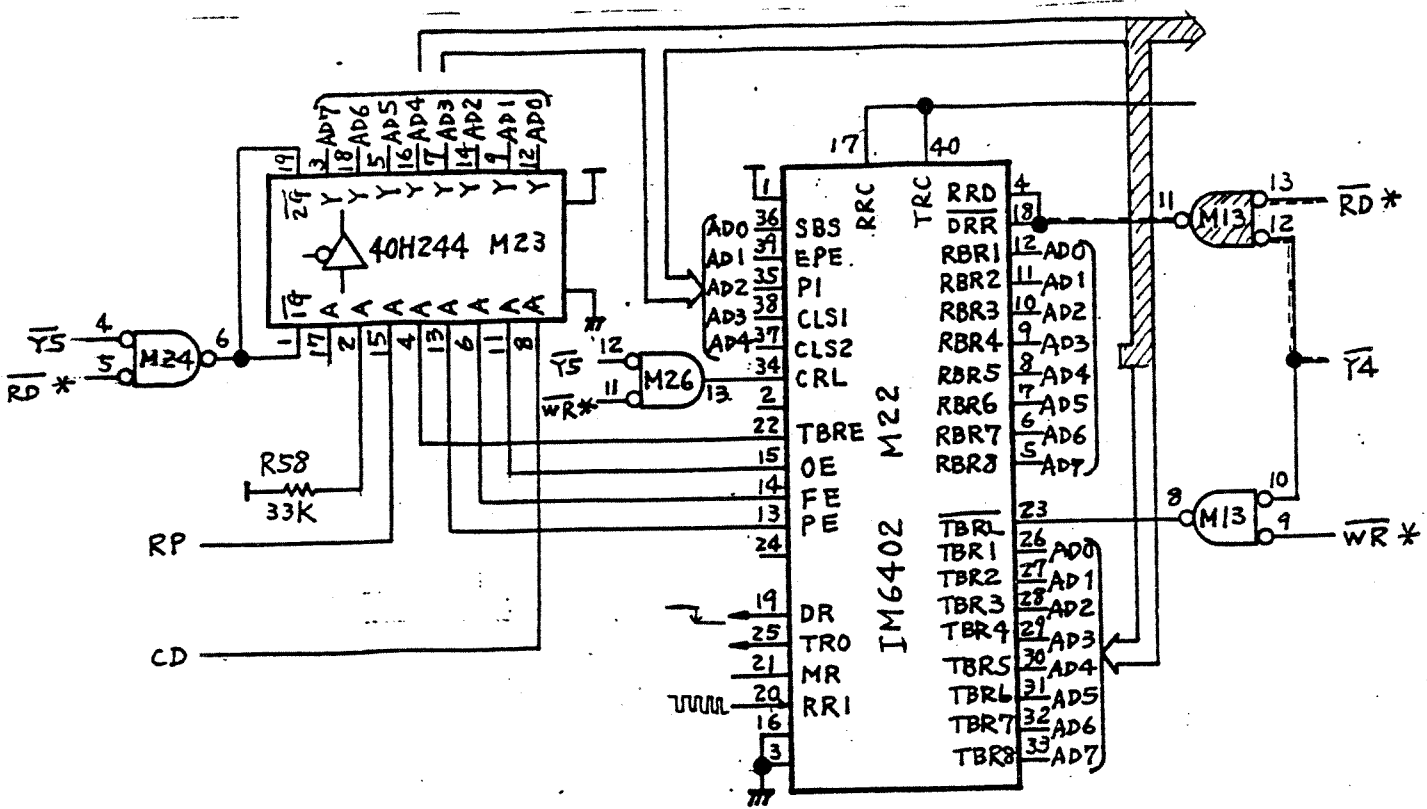 AD7 AD6 AD5 AD4 AD3 AD2 AD1 AD0
19 3 18 5 16 7 14 9 12
2G Y Y Y Y Y Y Y Y
40H244 M23
1G A A A A A A A A
1 17 2 15 4 13 6 11 8
Y5 4
RD * 5
M24 6
R58
33K
RP
CD
Y5 12
WR* 11
M26 13
17 40
RRC TRC
M22
IM6402
1
AD0 36 SBS
AD1 39 EPE
AD2 35 PI
AD3 38 CLS1
AD4 37 CLS2
34 CRL
2
22 TBRE
15 OE
14 FE
13 PE
24
19 DR
25 TRO
21 MR
20 RRI
16
3
RRD 4
DRR 18
RBR1 12 AD0
RBR2 11 AD1
RBR3 10 AD2
RBR4 9 AD3
RBR5 8 AD4
RBR6 7 AD5
RBR7 6 AD6
RBR8 5 AD7
TBRL 23
TBR1 26 AD0
TBR2 27 AD1
TBR3 28 AD2
TBR4 29 AD3
TBR5 30 AD4
TBR6 31 AD5
TBR7 32 AD6
TBR8 33 AD7
11 M13 13 RD *
12
Y4
8 M13 10
9 WR *